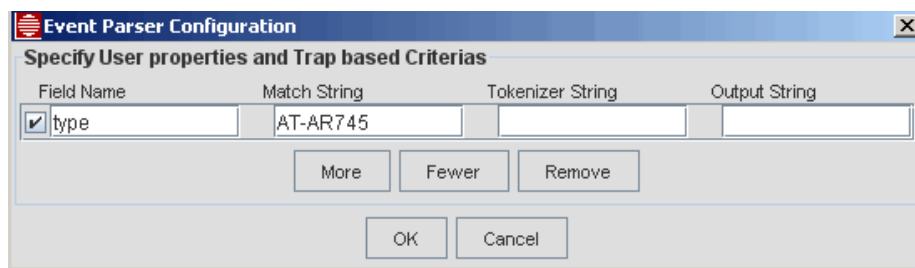 Event Parser Configuration
Specify User properties and Trap based Criterias
Field Name Match String Tokenizer String Output String
type AT-AR745
More Fewer Remove
OK Cancel